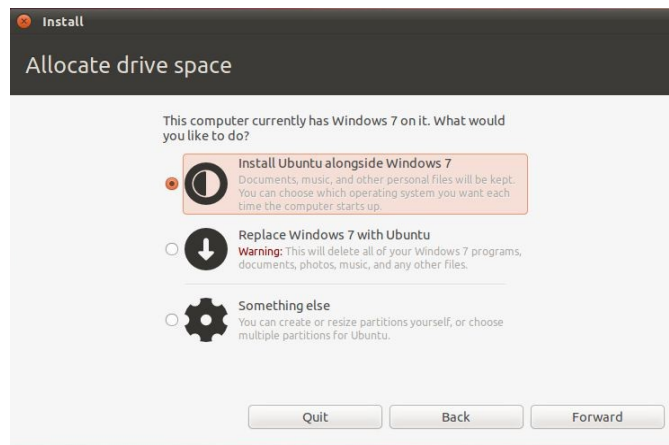 Install
Allocate drive space
This computer currently has Windows 7 on it. What would
you like to do?
Install Ubuntu alongside Windows 7
Documents, music, and other personal files will be kept.
You can choose which operating system you want each
time the computer starts up.
Replace Windows 7 with Ubuntu
Warning: This will delete all of your Windows 7 programs,
documents, photos, music, and any other files.
Something else
You can create or resize partitions yourself, or choose
multiple partitions for Ubuntu.
Quit Back Forward